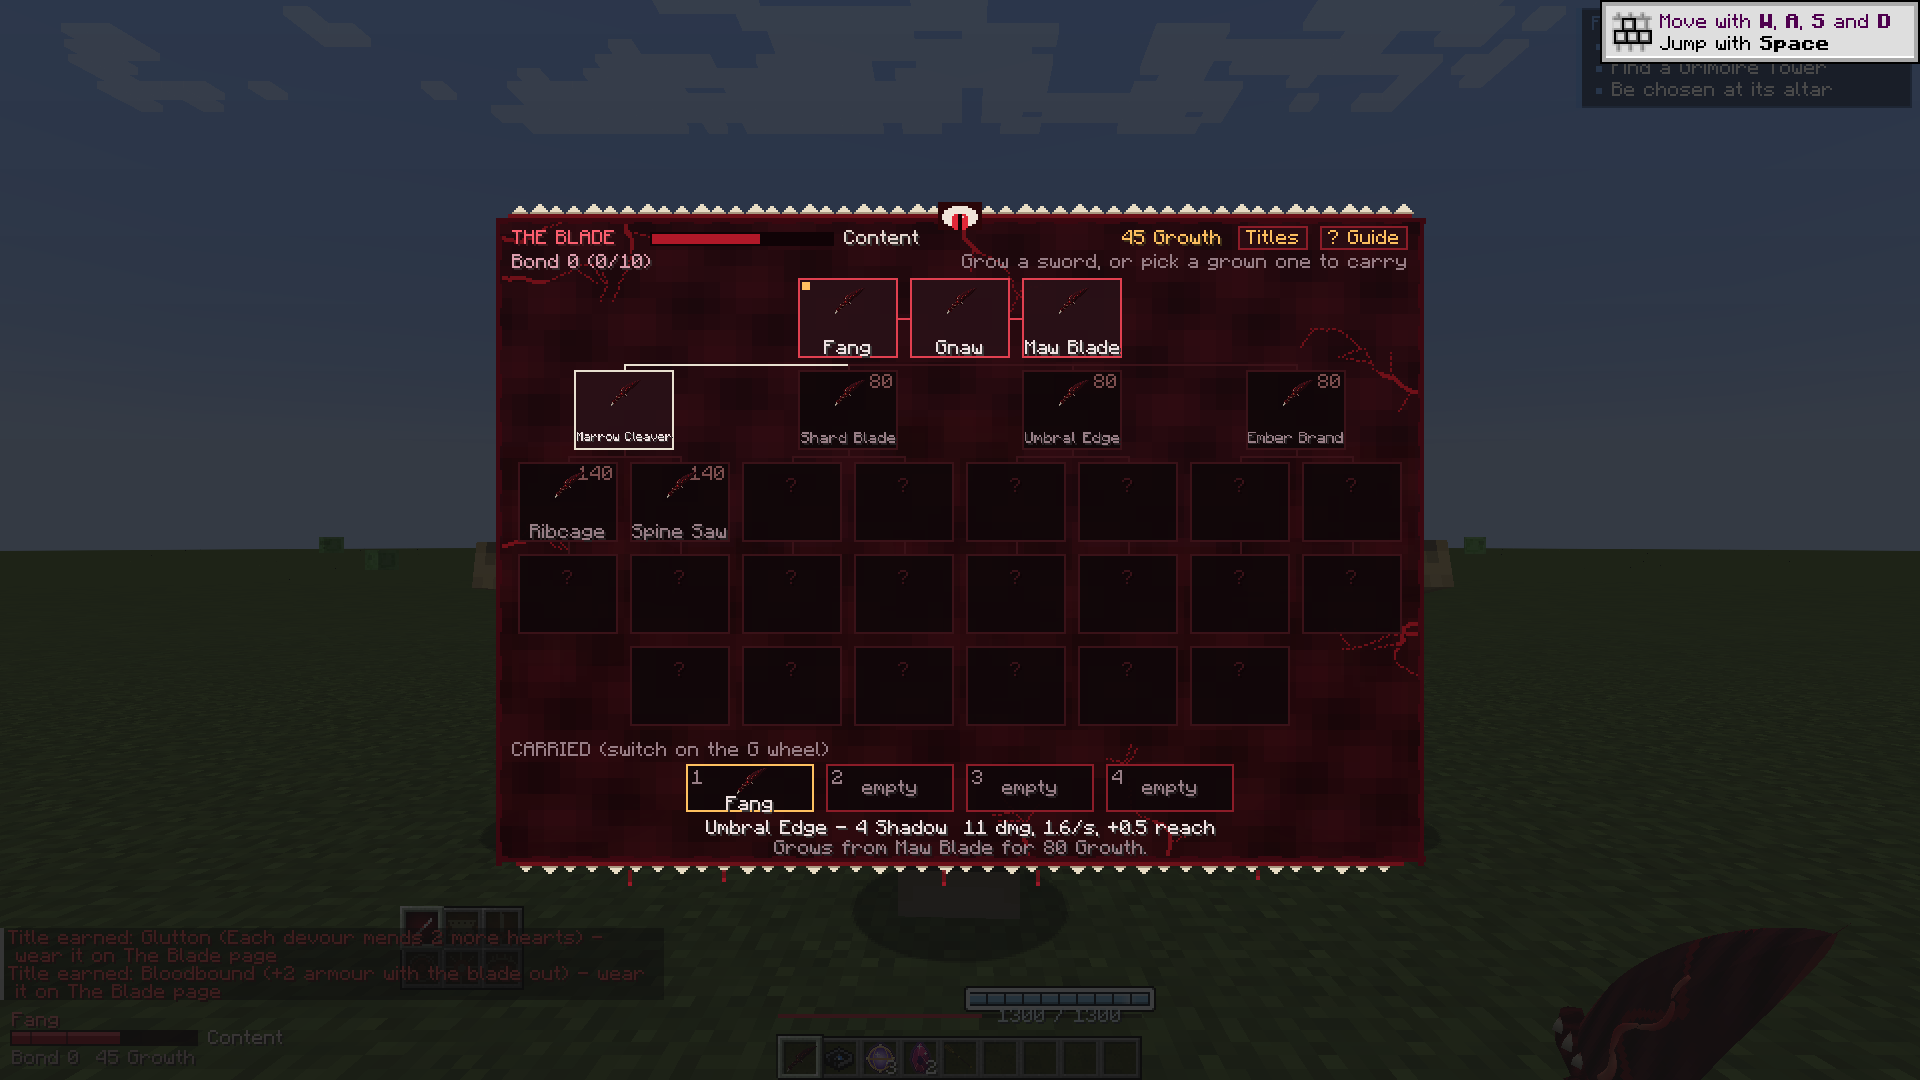 Move with W, A, S and D
Jump with Space
Find a Grimoire Tower
Be chosen at its altar
THE BLADE
Content
45 Growth
Titles
? Guide
Bond 0 (0/10)
Grow a sword, or pick a grown one to carry
Fang
Gnaw
Maw Blade
80
80
80
Marrow Cleaver
Shard Blade
Umbral Edge
Ember Brand
140
140
? ? ? ? ? ?
Ribcage
Spine Saw
? ? ? ? ? ? ? ?
? ? ? ? ? ?
CARRIED (switch on the G wheel)
1
Fang
2 empty
3 empty
4 empty
Umbral Edge - 4 Shadow 11 dmg, 1.6/s, +0.5 reach
Grows from Maw Blade for 80 Growth.
Title earned: Glutton (Each devour mends 2 more hearts) -
wear it on The Blade page
Title earned: Bloodbound (+2 armour with the blade out) - wear
it on The Blade page
Fang
Content
Bond 0 45 Growth
1300 / 1300
3
2